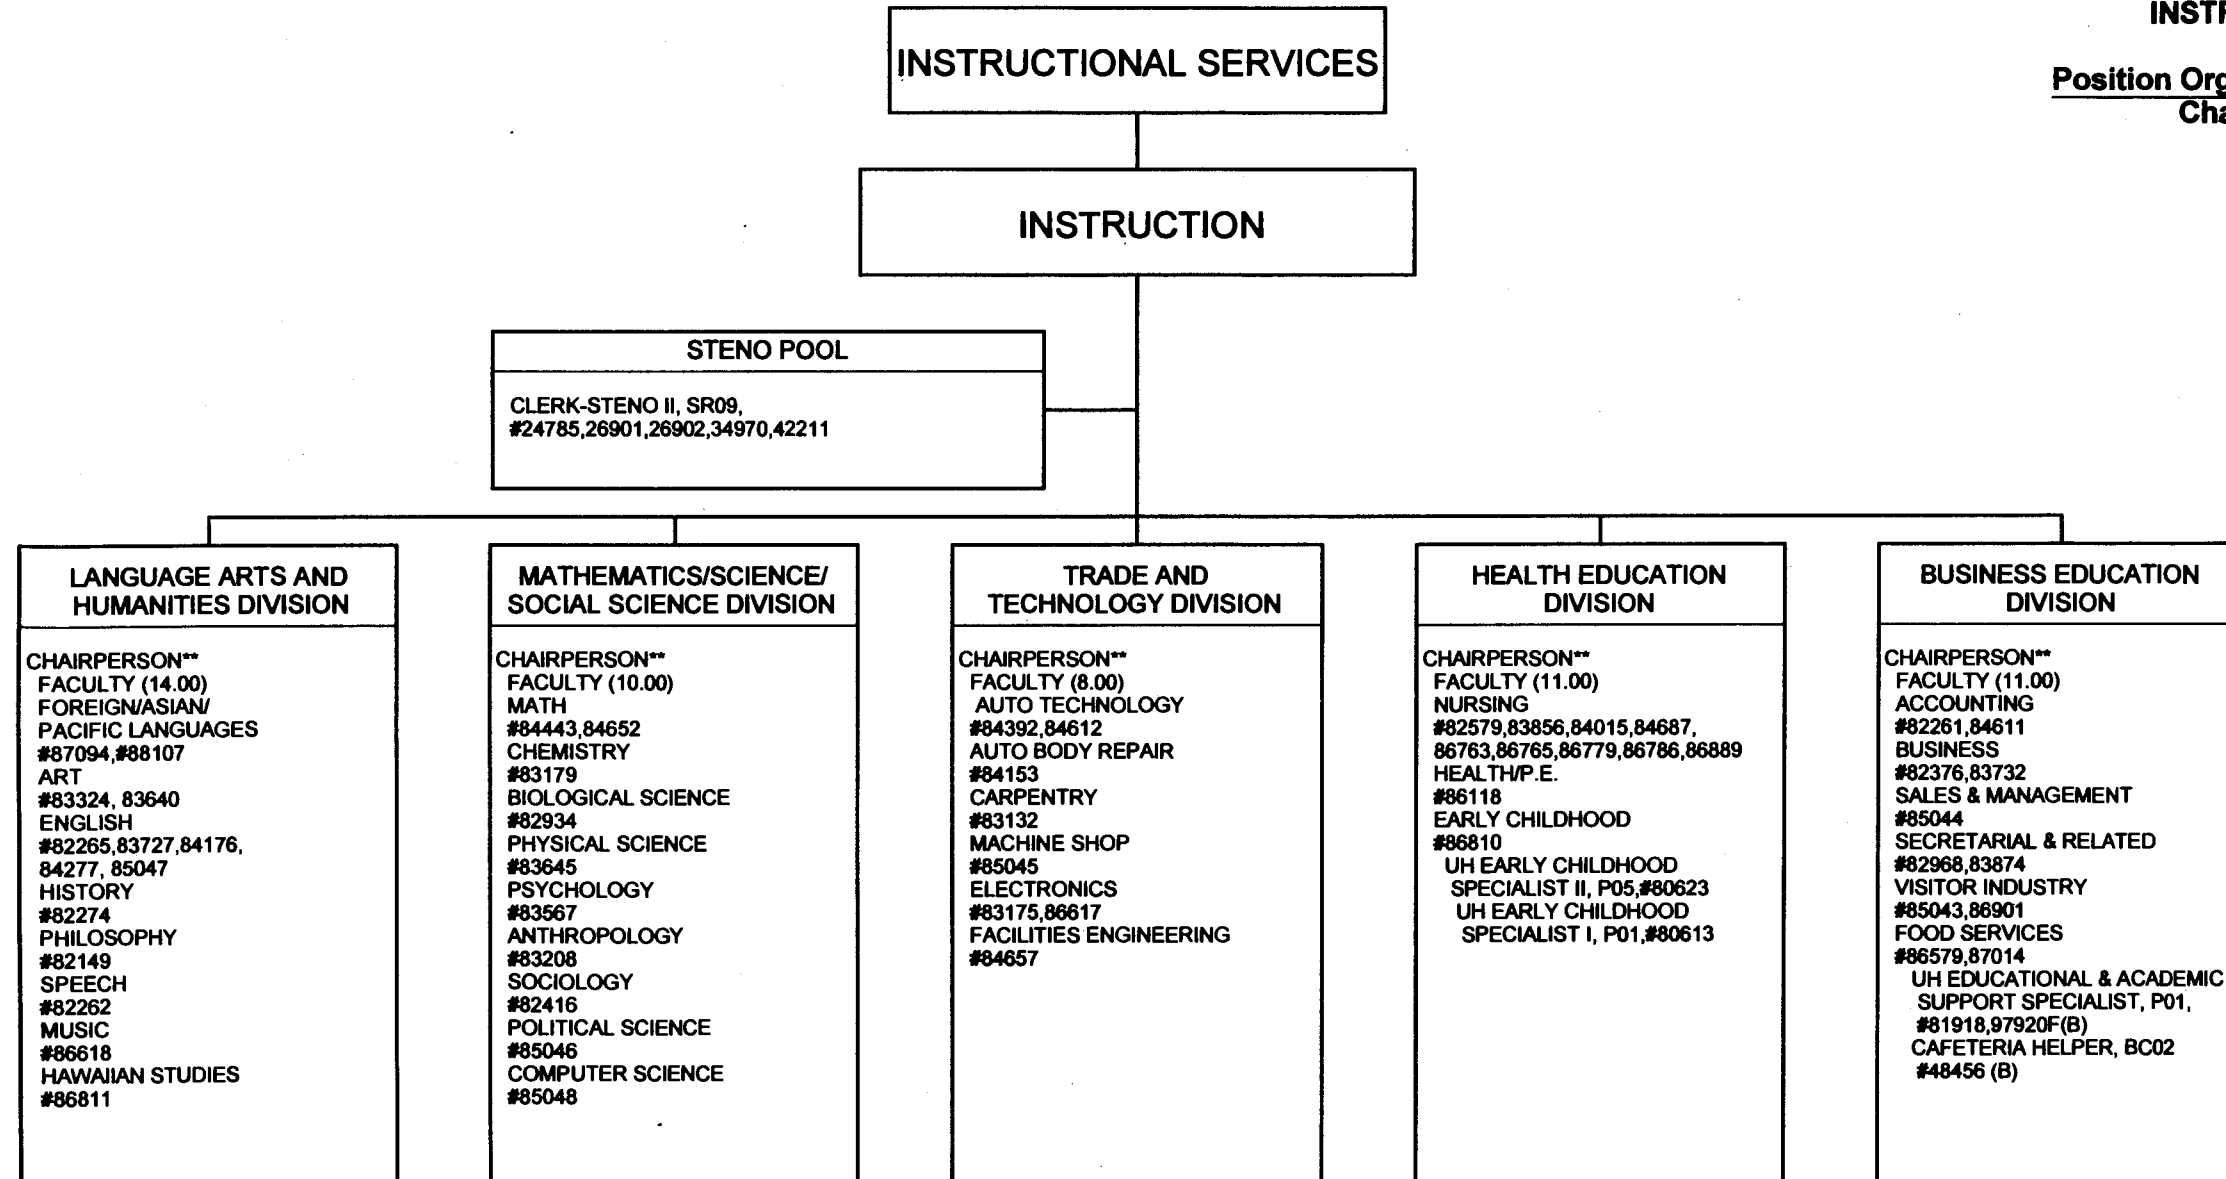 INSTRUCTIONAL SERVICES
Position Org
Cha
INSTRUCTION
STENO POOL
CLERK-STENO II, SR09,
#24785,26901,26902,34970,42211
LANGUAGE ARTS AND
HUMANITIES DIVISION
CHAIRPERSON**
FACULTY (14.00)
FOREIGN/ASIAN/
PACIFIC LANGUAGES
#87094,#88107
ART
#83324, 83640
ENGLISH
#82265,83727,84176,
84277, 85047
HISTORY
#82274
PHILOSOPHY
#82149
SPEECH
#82262
MUSIC
#86618
HAWAIIAN STUDIES
#86811
MATHEMATICS/SCIENCE/
SOCIAL SCIENCE DIVISION
CHAIRPERSON**
FACULTY (10.00)
MATH
#84443,84652
CHEMISTRY
#83179
BIOLOGICAL SCIENCE
#82934
PHYSICAL SCIENCE
#83645
PSYCHOLOGY
#83567
ANTHROPOLOGY
#83208
SOCIOLOGY
#82416
POLITICAL SCIENCE
#85046
COMPUTER SCIENCE
#85048
TRADE AND
TECHNOLOGY DIVISION
CHAIRPERSON**
FACULTY (8.00)
AUTO TECHNOLOGY
#84392,84612
AUTO BODY REPAIR
#84153
CARPENTRY
#83132
MACHINE SHOP
#85045
ELECTRONICS
#83175,86617
FACILITIES ENGINEERING
#84657
HEALTH EDUCATION
DIVISION
CHAIRPERSON**
FACULTY (11.00)
NURSING
#82579,83856,84015,84687,
86763,86765,86779,86786,86889
HEALTH/P.E.
#86118
EARLY CHILDHOOD
#86810
UH EARLY CHILDHOOD
SPECIALIST II, P05,#80623
UH EARLY CHILDHOOD
SPECIALIST I, P01,#80613
BUSINESS EDUCATION
DIVISION
CHAIRPERSON**
FACULTY (11.00)
ACCOUNTING
#82261,84611
BUSINESS
#82376,83732
SALES & MANAGEMENT
#85044
SECRETARIAL & RELATED
#82968,83874
VISITOR INDUSTRY
#85043,86901
FOOD SERVICES
#86579,87014
UH EDUCATIONAL & ACADEMIC
SUPPORT SPECIALIST, P01,
#81918,97920F(B)
CAFETERIA HELPER, BC02
#48456 (B)